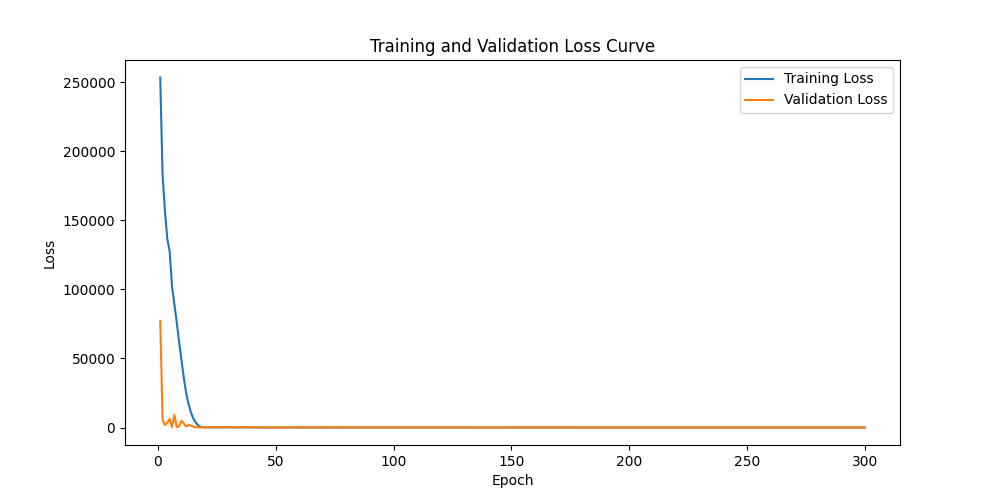 Training and Validation Loss Curve
Training Loss
Validation Loss
Loss
250000
200000
150000
100000
50000
0
0 50 100 150 200 250 300
Epoch